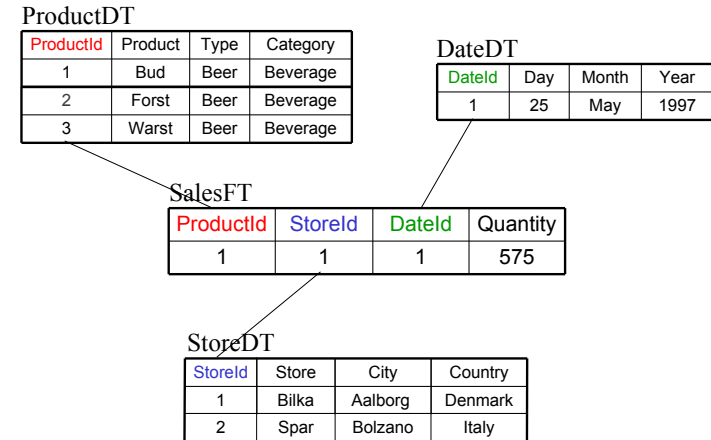 ProductDT
ProductId Product Type Category
1 Bud Beer Beverage
2 Forst Beer Beverage
3 Warst Beer Beverage
DateDT
DateId Day Month Year
1 25 May 1997
SalesFT
ProductId StoreId DateId Quantity
1 1 1 575
StoreDT
StoreId Store City Country
1 Bilka Aalborg Denmark
2 Spar Bolzano Italy